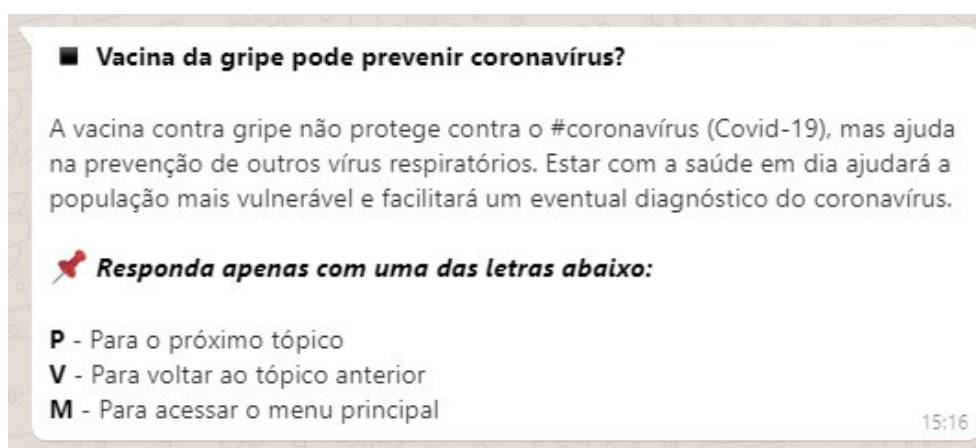 ◾ Vacina da gripe pode prevenir coronavírus?
A vacina contra gripe não protege contra o #coronavírus (Covid-19), mas ajuda
na prevenção de outros vírus respiratórios. Estar com a saúde em dia ajudará a
população mais vulnerável e facilitará um eventual diagnóstico do coronavírus.
📌 Responda apenas com uma das letras abaixo:
P - Para o próximo tópico
V - Para voltar ao tópico anterior
M - Para acessar o menu principal
15:16